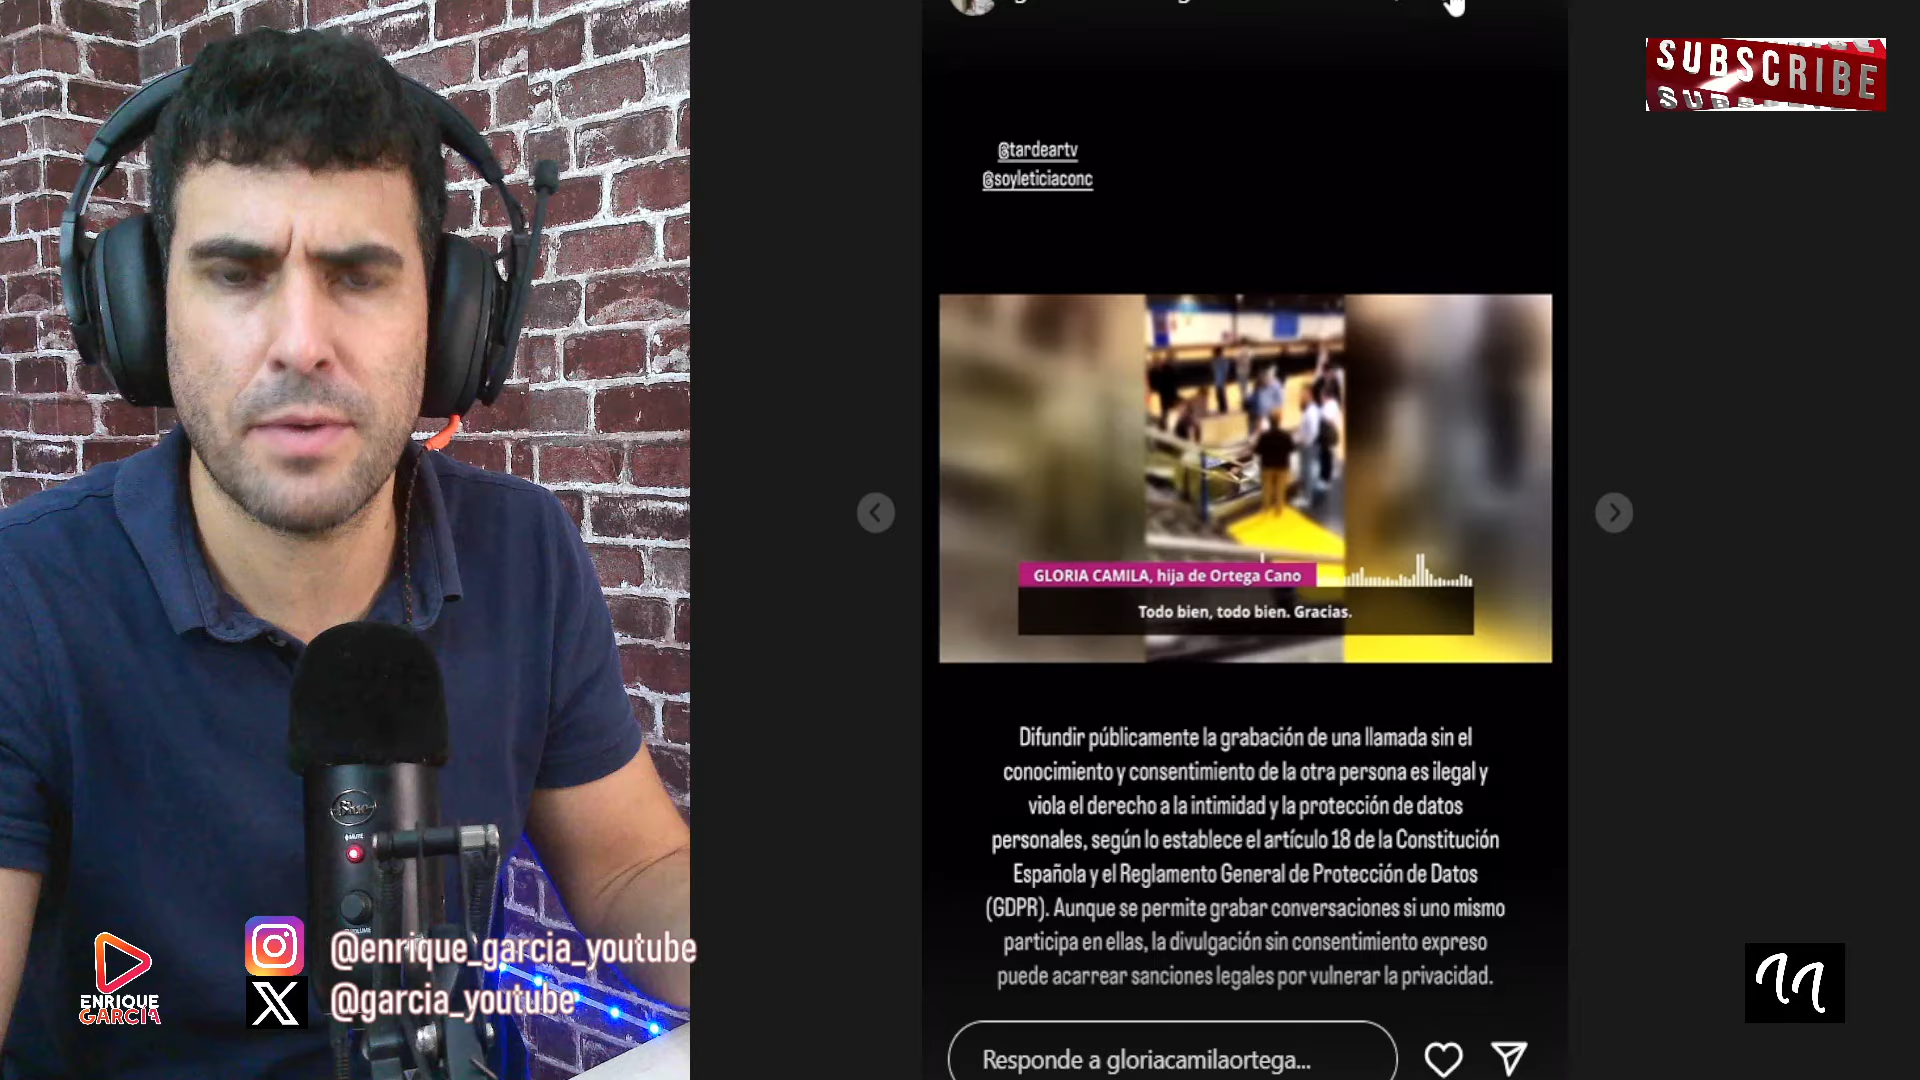 SUBSCRIBE
@tardeartv
@soyleticiaconc
GLORIA CAMILA, hija de Ortega Cano
Todo bien, todo bien. Gracias.
Difundir públicamente la grabación de una llamada sin el
conocimiento y consentimiento de la otra persona es ilegal y
viola el derecho a la intimidad y la protección de datos
personales, según lo establece el artículo 18 de la Constitución
Española y el Reglamento General de Protección de Datos
(GDPR). Aunque se permite grabar conversaciones si uno mismo
participa en ellas, la divulgación sin consentimiento expreso
puede acarrear sanciones legales por vulnerar la privacidad.
Responde a gloriacamilaortega...
Blue
MUTE
VOLUME
ENRIQUE
GARCIA
@enrique_garcia_youtube
@garcia_youtube